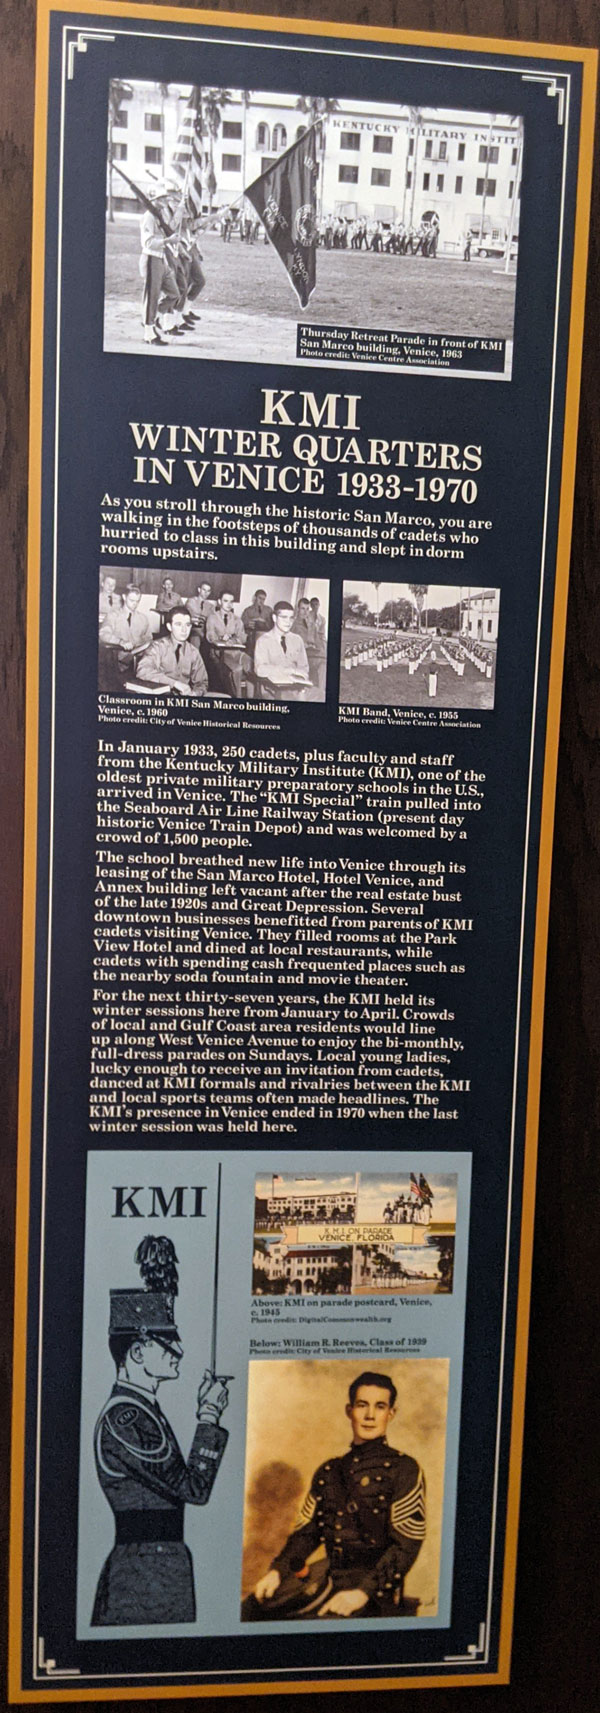 KENTUCKY MILITARY INSTIT
Thursday Retreat Parade in front of KMI
San Marco building, Venice, 1963
Photo credit: Venice Centre Association
KMI
WINTER QUARTERS
IN VENICE 1933-1970
As you stroll through the historic San Marco, you are
walking in the footsteps of thousands of cadets who
hurried to class in this building and slept in dorm
rooms upstairs.
Classroom in KMI San Marco building,
Venice, c. 1960
Photo credit: City of Venice Historical Resources
KMI Band, Venice, c. 1955
Photo credit: Venice Centre Association
In January 1933, 250 cadets, plus faculty and staff
from the Kentucky Military Institute (KMI), one of the
oldest private military preparatory schools in the U.S.,
arrived in Venice. The “KMI Special” train pulled into
the Seaboard Air Line Railway Station (present day
historic Venice Train Depot) and was welcomed by a
crowd of 1,500 people.
The school breathed new life into Venice through its
leasing of the San Marco Hotel, Hotel Venice, and
Annex building left vacant after the real estate bust
of the late 1920s and Great Depression. Several
downtown businesses benefitted from parents of KMI
cadets visiting Venice. They filled rooms at the Park
View Hotel and dined at local restaurants, while
cadets with spending cash frequented places such as
the nearby soda fountain and movie theater.
For the next thirty-seven years, the KMI held its
winter sessions here from January to April. Crowds
of local and Gulf Coast area residents would line
up along West Venice Avenue to enjoy the bi-monthly,
full-dress parades on Sundays. Local young ladies,
lucky enough to receive an invitation from cadets,
danced at KMI formals and rivalries between the KMI
and local sports teams often made headlines. The
KMI's presence in Venice ended in 1970 when the last
winter session was held here.
KMI
KMI
K.M.I. ON PARADE
VENICE, FLORIDA
Above: KMI on parade postcard, Venice,
c. 1945
Photo credit: DigitalCommonwealth.org
Below: William R. Reeves, Class of 1939
Photo credit: City of Venice Historical Resources